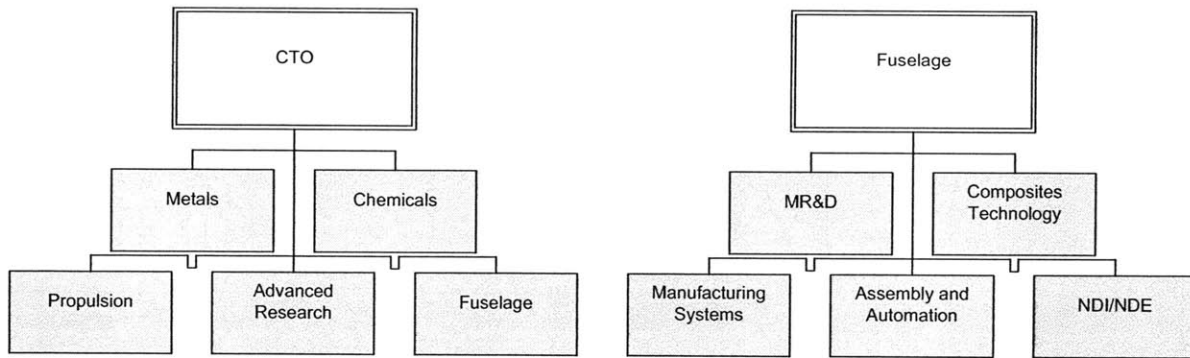 CTO
Metals
Chemicals
Propulsion
Advanced
Research
Fuselage
Fuselage
MR&D
Composites
Technology
Manufacturing
Systems
Assembly and
Automation
NDI/NDE